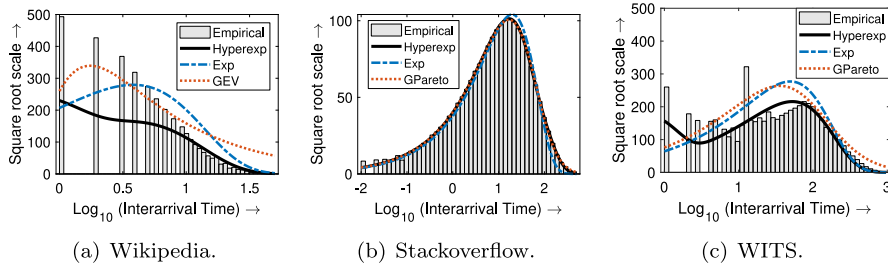 500
400
300
200
100
0
Square root scale →
Empirical
Hyperexp
Exp
GEV
0 0.5 1 1.5
Log10 (Interarrival Time) →
(a) Wikipedia.
100
50
0
Square root scale →
Empirical
Hyperexp
Exp
GPareto
-2 -1 0 1 2
Log10 (Interarrival Time) →
(b) Stackoverflow.
500
400
300
200
100
0
Square root scale →
Empirical
Hyperexp
Exp
GPareto
0 1 2 3
Log10 (Interarrival Time) →
(c) WITS.